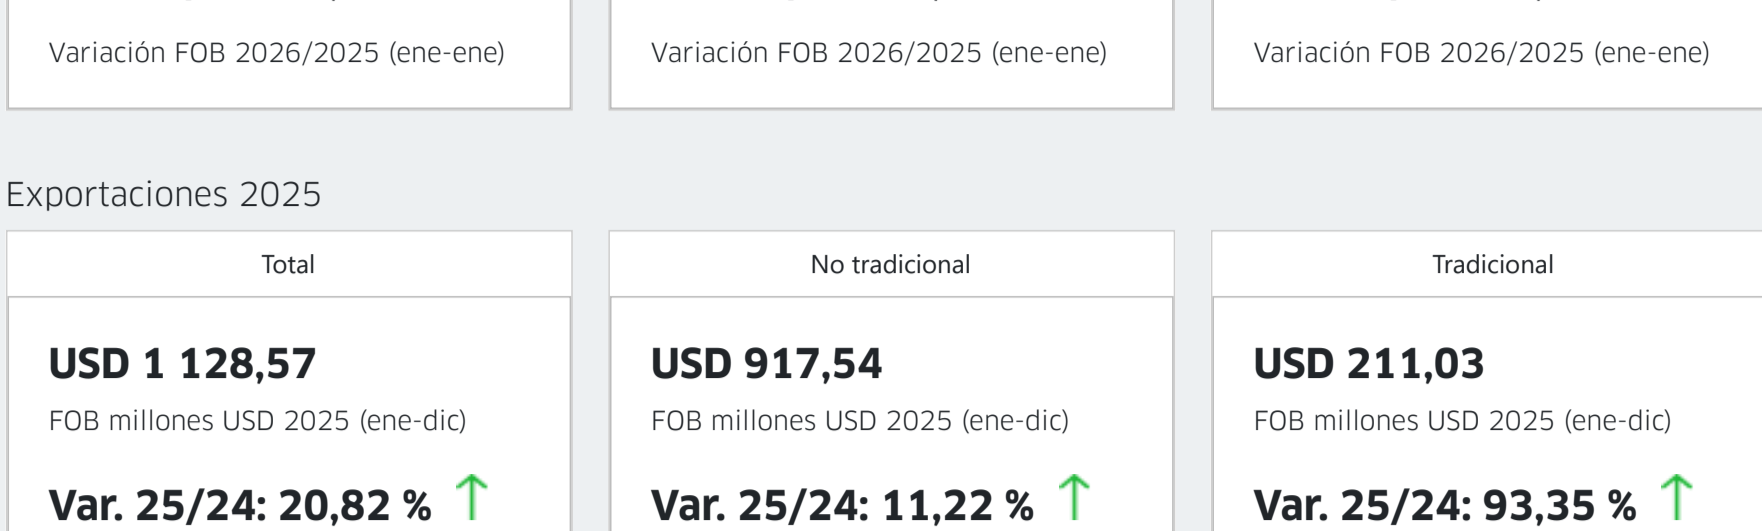 Variación FOB 2026/2025 (ene-ene)
Variación FOB 2026/2025 (ene-ene)
Variación FOB 2026/2025 (ene-ene)
Exportaciones 2025
Total
USD 1 128,57
FOB millones USD 2025 (ene-dic)
Var. 25/24: 20,82 %
No tradicional
USD 917,54
FOB millones USD 2025 (ene-dic)
Var. 25/24: 11,22 %
Tradicional
USD 211,03
FOB millones USD 2025 (ene-dic)
Var. 25/24: 93,35 %